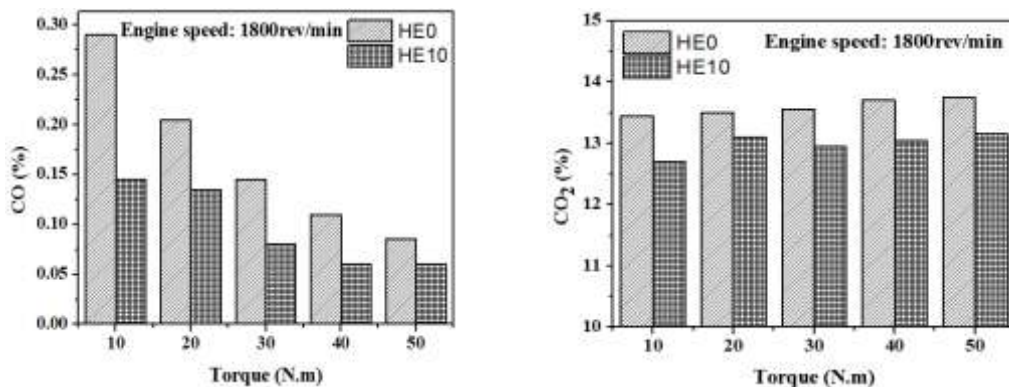 0.30
0.25
0.20
0.15
0.10
0.05
0.00
CO (%)
Engine speed: 1800rev/min
HE0
HE10
10 20 30 40 50
Torque (N.m)
15
14
13
12
11
10
CO2 (%)
HE0
HE10
Engine speed: 1800rev/min
10 20 30 40 50
Torque (N.m)